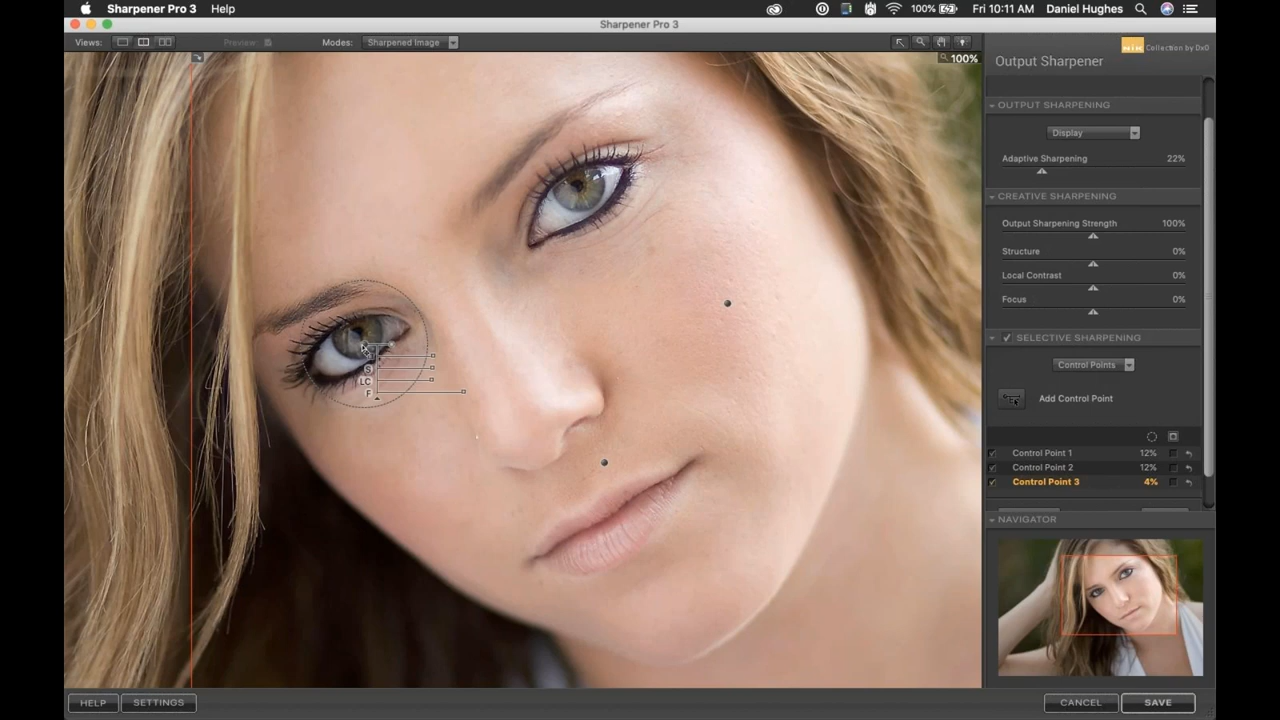 Sharpener Pro 3 Help 100% Fri 10:11 AM Daniel Hughes
Sharpener Pro 3
Views: Preview: Modes: Sharpened Image
100%
Nik Collection by DxO
Output Sharpener
OUTPUT SHARPENING
Display
Adaptive Sharpening 22%
CREATIVE SHARPENING
Output Sharpening Strength 100%
Structure 0%
Local Contrast 0%
Focus 0%
SELECTIVE SHARPENING
Control Points
Add Control Point
Control Point 1 12%
Control Point 2 12%
Control Point 3 4%
S
LC
F
NAVIGATOR
HELP SETTINGS CANCEL SAVE